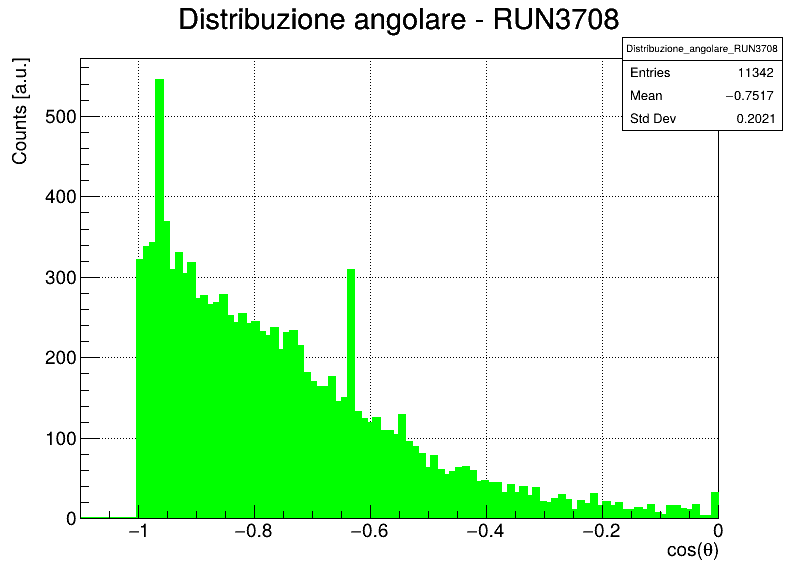 Distribuzione angolare - RUN3708
Distribuzione_angolare_RUN3708
Entries 11342
Mean −0.7517
Std Dev 0.2021
Counts [a.u.]
500
400
300
200
100
0
−1 −0.8 −0.6 −0.4 −0.2 0
cos(θ)